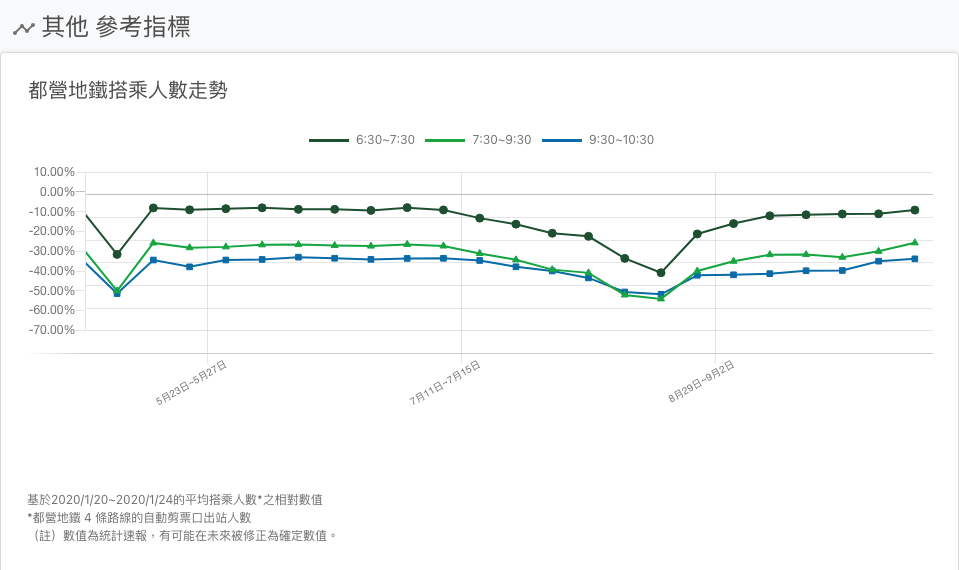 其他 參考指標
都營地鐵搭乘人數走勢
6:30~7:30
7:30~9:30
9:30~10:30
10.00%
0.00%
-10.00%
-20.00%
-30.00%
-40.00%
-50.00%
-60.00%
-70.00%
5月23日~5月27日
7月11日~7月15日
8月29日~9月2日
基於2020/1/20~2020/1/24的平均搭乘人數*之相對數值
*都營地鐵 4 條路線的自動剪票口出站人數
（註）數值為統計速報，有可能在未來被修正為確定數值。